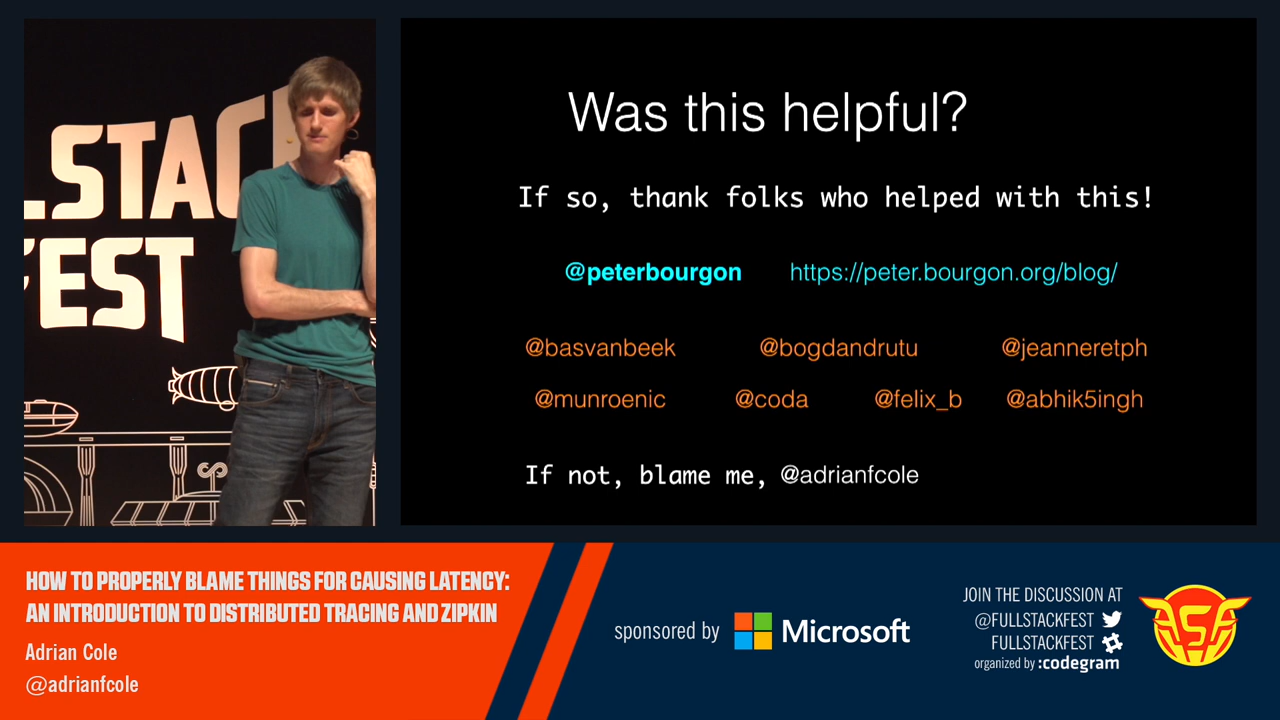 LSTACK
FEST
Was this helpful?
If so, thank folks who helped with this!
@peterbourgon https://peter.bourgon.org/blog/
@basvanbeek @bogdandrutu @jeanneretph
@munroenic @coda @felix_b @abhik5ingh
If not, blame me, @adrianfcole
HOW TO PROPERLY BLAME THINGS FOR CAUSING LATENCY:
AN INTRODUCTION TO DISTRIBUTED TRACING AND ZIPKIN
Adrian Cole
@adrianfcole
sponsored by Microsoft
JOIN THE DISCUSSION AT
@FULLSTACKFEST
FULLSTACKFEST
organized by :codegram
FSF